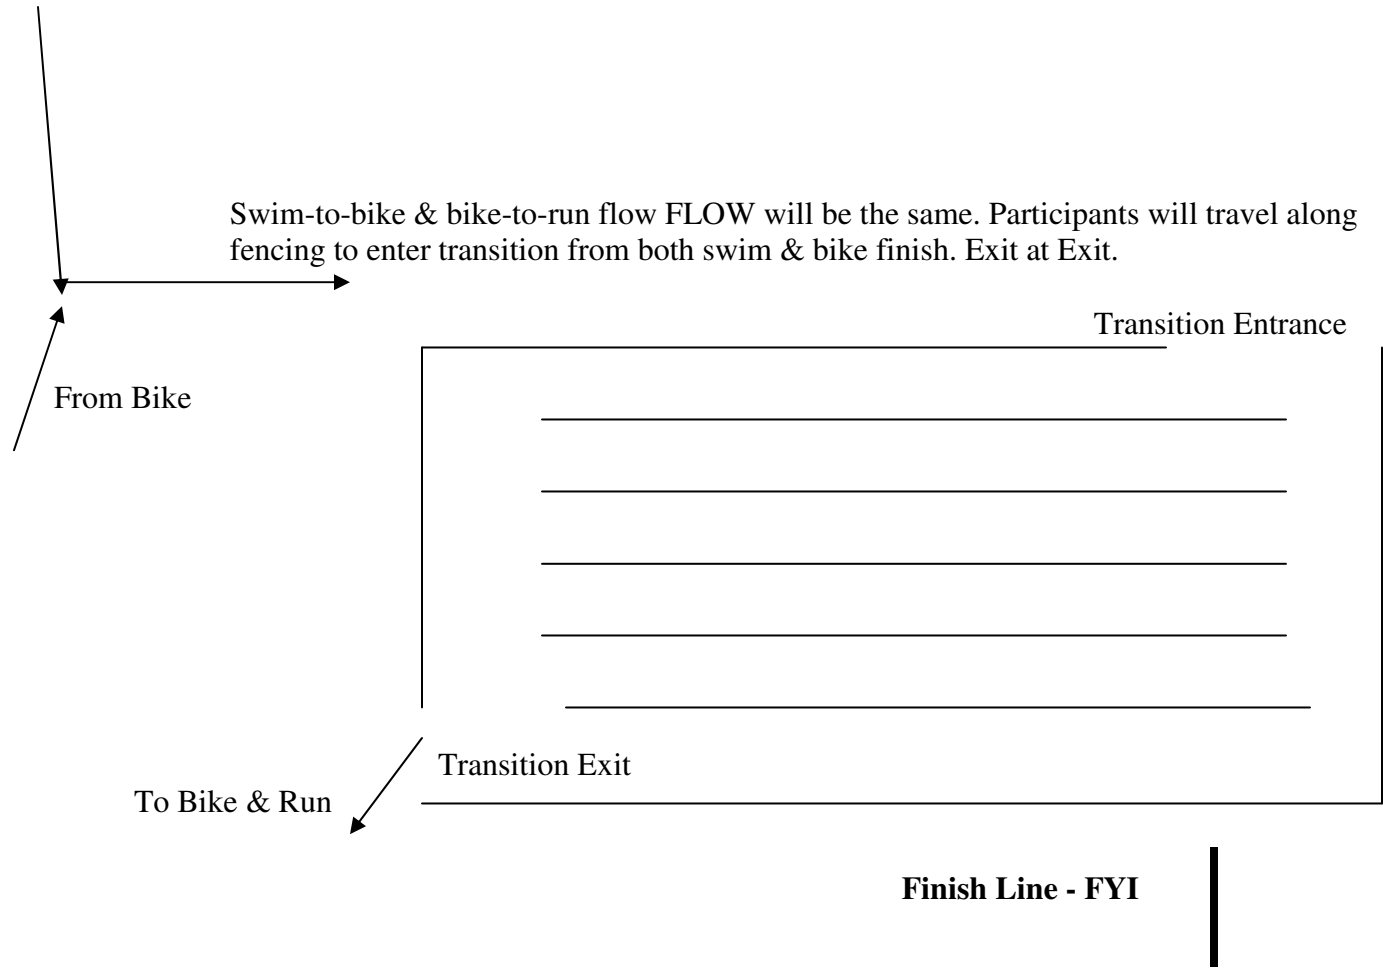 Swim-to-bike & bike-to-run flow FLOW will be the same. Participants will travel along
fencing to enter transition from both swim & bike finish. Exit at Exit.
Transition Entrance
From Bike
Transition Exit
To Bike & Run
Finish Line - FYI